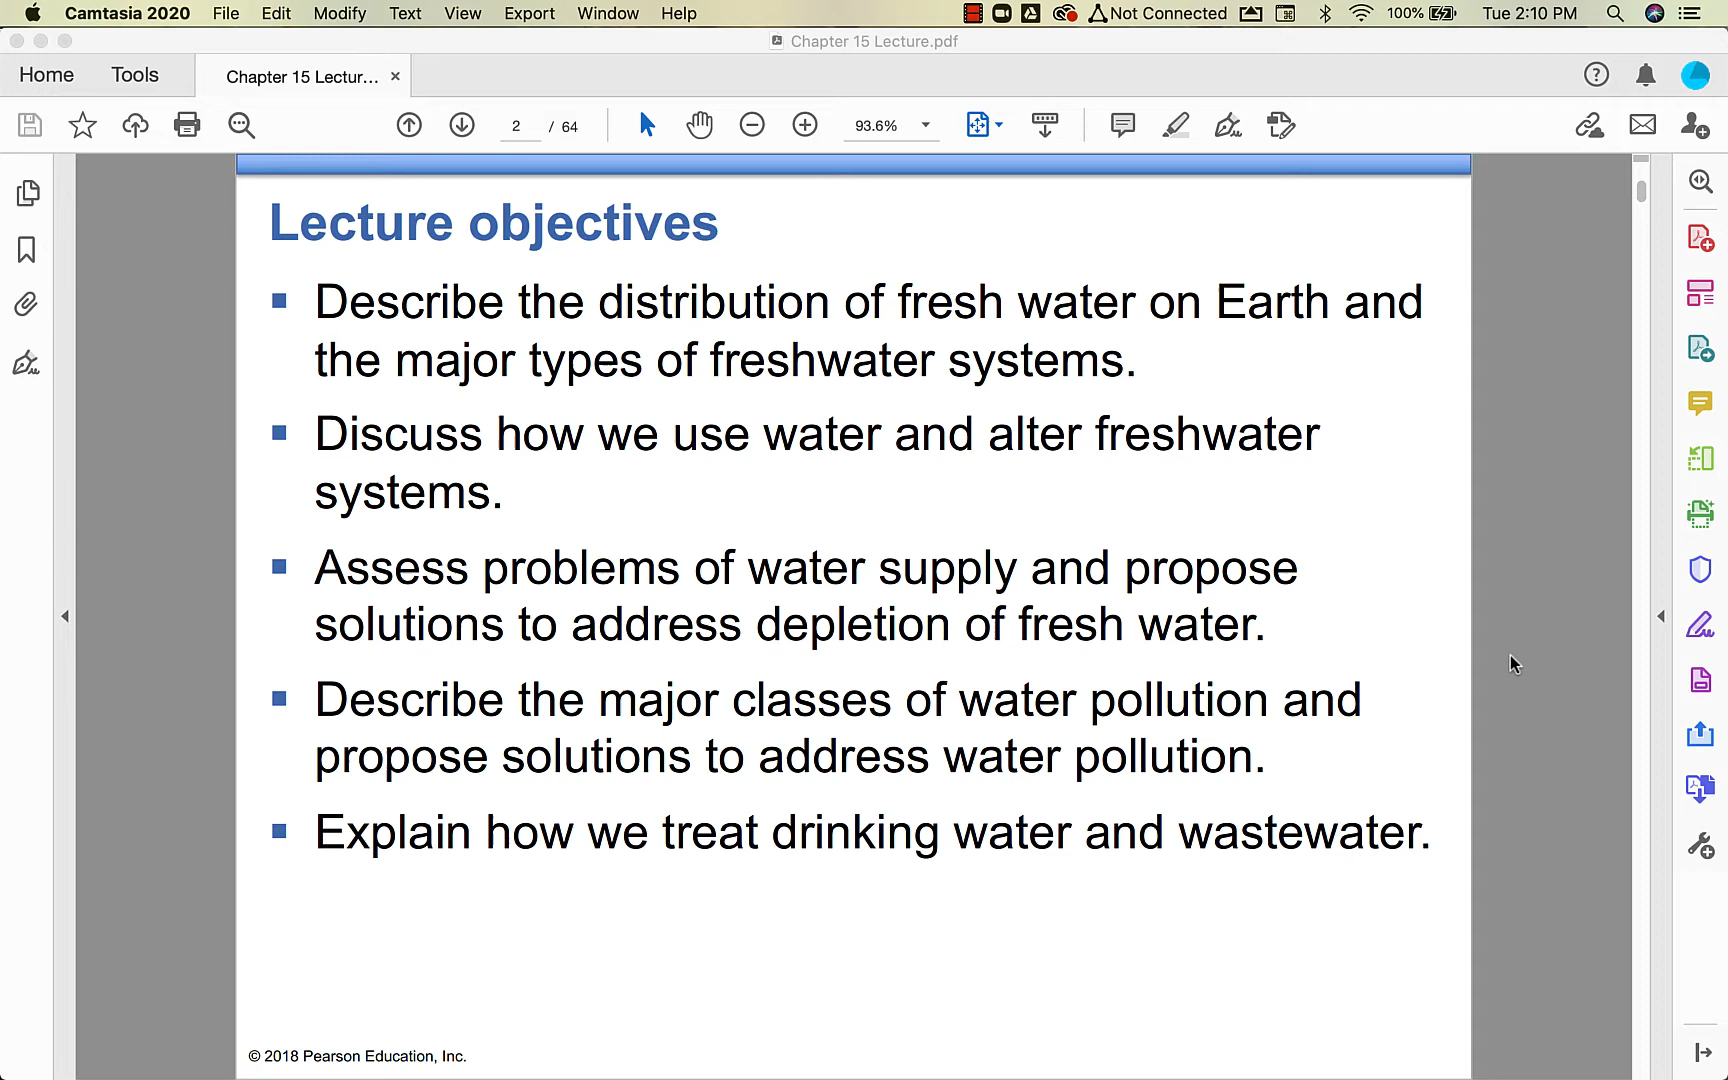 Camtasia 2020 File Edit Modify Text View Export Window Help Not Connected 100% Tue 2:10 PM
Chapter 15 Lecture.pdf
Home Tools Chapter 15 Lectur... ×
2 / 64 93.6%
Lecture objectives
Describe the distribution of fresh water on Earth and
the major types of freshwater systems.
Discuss how we use water and alter freshwater
systems.
Assess problems of water supply and propose
solutions to address depletion of fresh water.
Describe the major classes of water pollution and
propose solutions to address water pollution.
Explain how we treat drinking water and wastewater.
© 2018 Pearson Education, Inc.